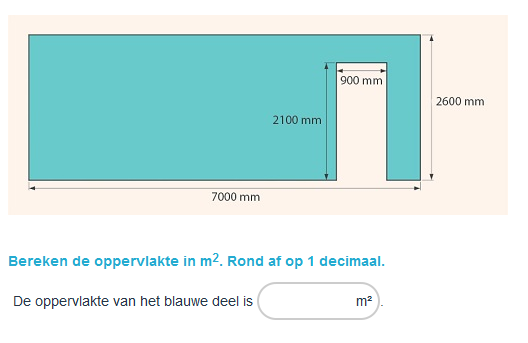 900 mm
2600 mm
2100 mm
7000 mm
Bereken de oppervlakte in m². Rond af op 1 decimaal.
De oppervlakte van het blauwe deel is m².